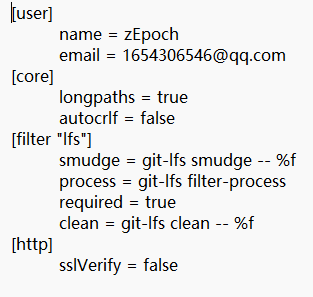 [user]
name = zEpoch
email = 1654306546@qq.com
[core]
longpaths = true
autocrlf = false
[filter "lfs"]
smudge = git-lfs smudge -- %f
process = git-lfs filter-process
required = true
clean = git-lfs clean -- %f
[http]
sslVerify = false